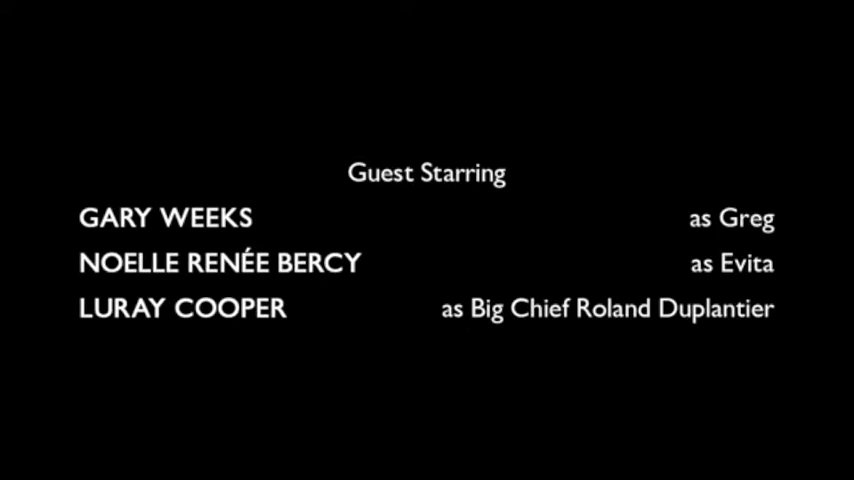 Guest Starring
GARY WEEKS as Greg
NOELLE RENÉE BERCY as Evita
LURAY COOPER as Big Chief Roland Duplantier